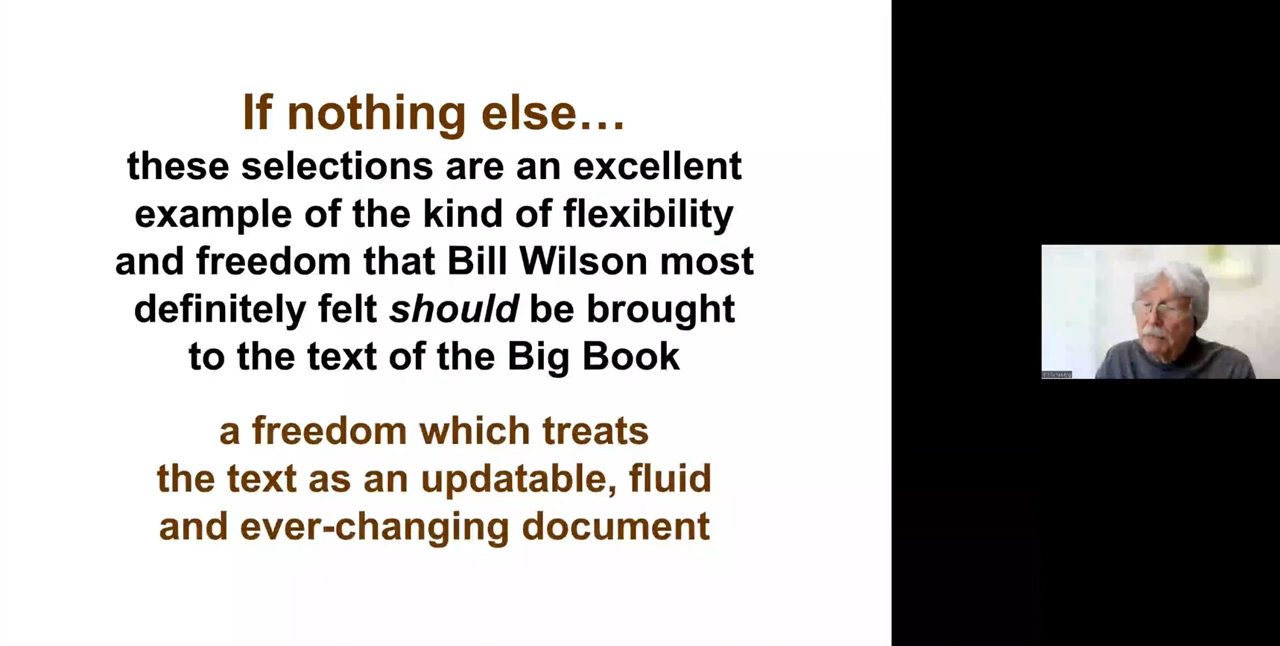 If nothing else…
these selections are an excellent
example of the kind of flexibility
and freedom that Bill Wilson most
definitely felt should be brought
to the text of the Big Book
a freedom which treats
the text as an updatable, fluid
and ever-changing document